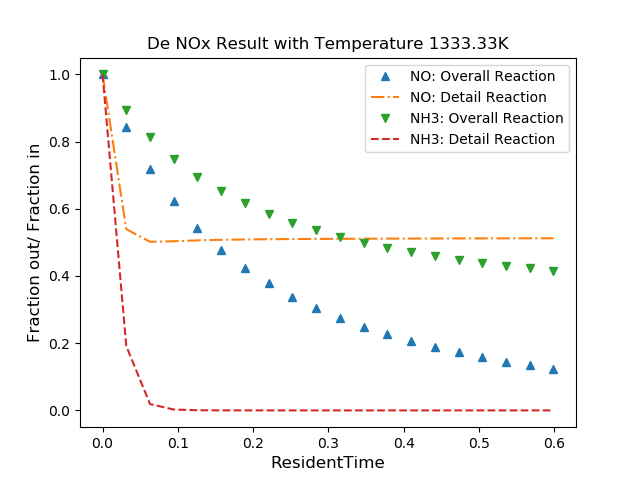 De NOx Result with Temperature 1333.33K
NO: Overall Reaction
NO: Detail Reaction
NH3: Overall Reaction
NH3: Detail Reaction
Fraction out/ Fraction in
1.0
0.8
0.6
0.4
0.2
0.0
0.0 0.1 0.2 0.3 0.4 0.5 0.6
ResidentTime